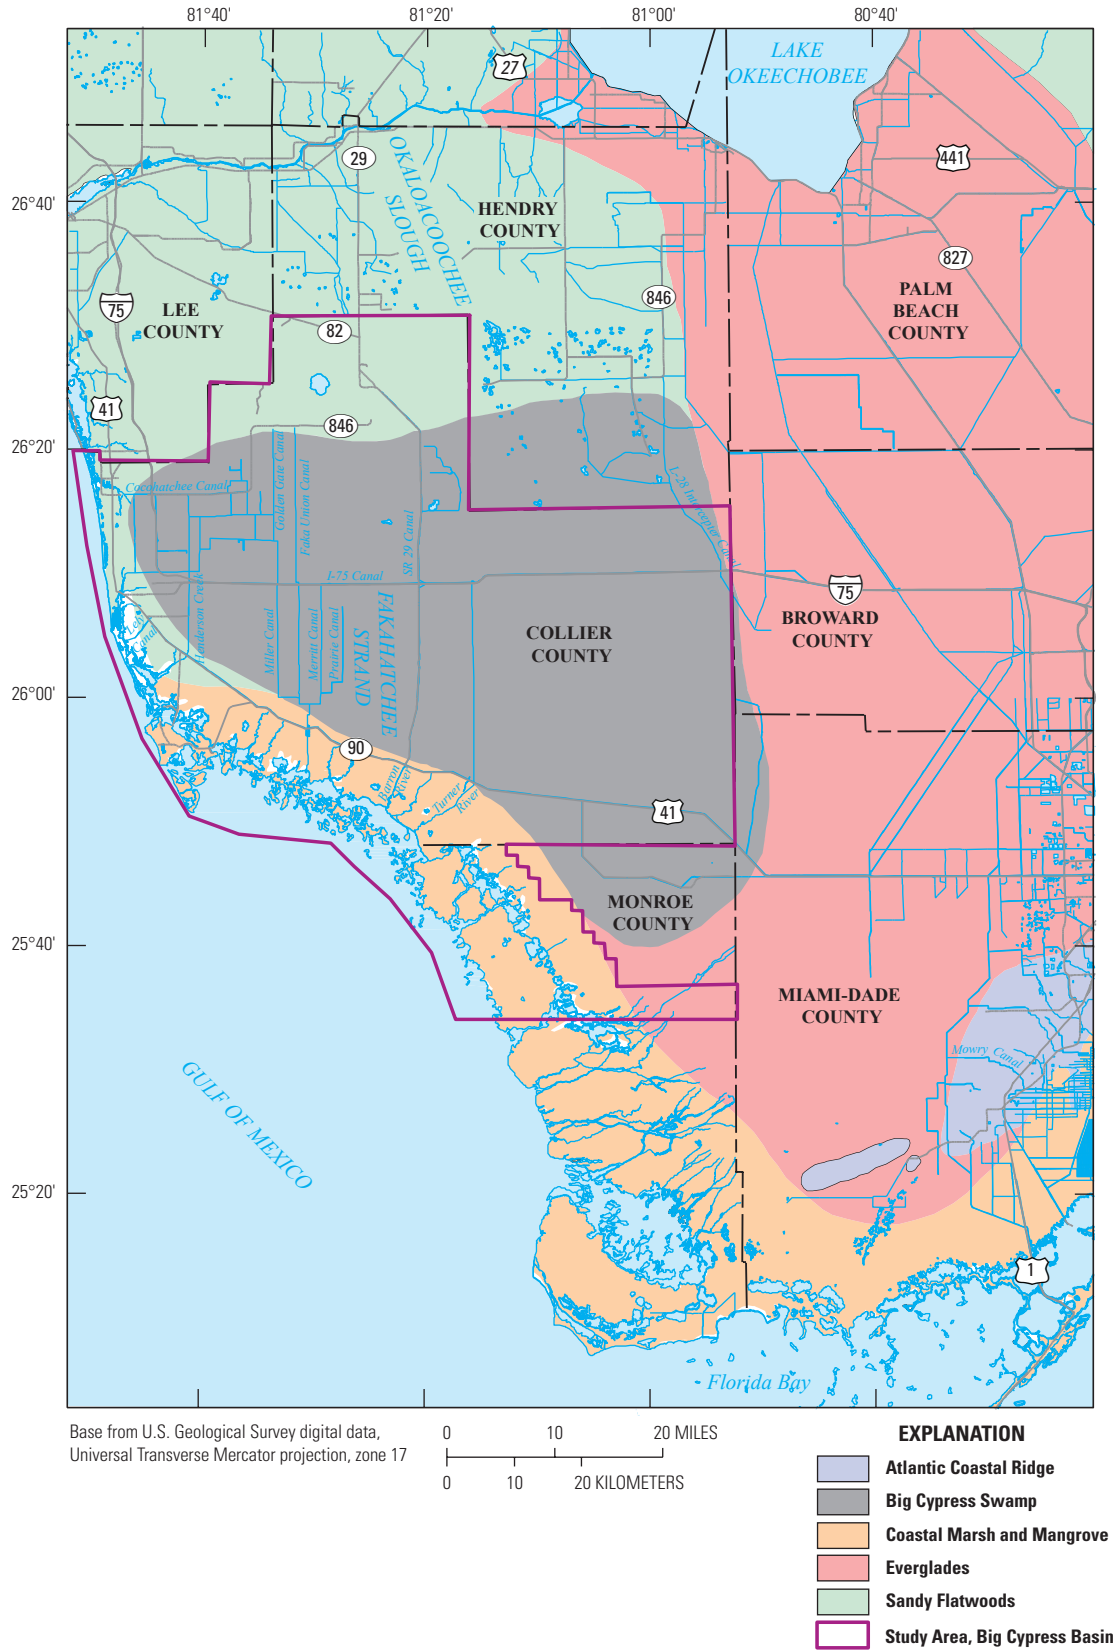 81°40'
81°20'
81°00'
80°40'
LAKE
OKEECHOBEE
27
29
441
OKALOACOOCHEE
SLOUGH
26°40'
HENDRY
COUNTY
827
75
LEE
COUNTY
846
PALM
BEACH
COUNTY
82
41
846
26°20'
Cocohatchee Canal
Golden Gate Canal
Faka Union Canal
SR 29 Canal
L-28 Intercepter Canal
I-75 Canal
75
Henderson Creek
Lely
Canal
Miller Canal
Merritt Canal
Prairie Canal
FAKAHATCHEE
STRAND
COLLIER
COUNTY
BROWARD
COUNTY
26°00'
90
Barron
River
Turner
River
41
MONROE
COUNTY
25°40'
MIAMI-DADE
COUNTY
Mowry Canal
GULF OF MEXICO
25°20'
1
Florida Bay
Base from U.S. Geological Survey digital data,
Universal Transverse Mercator projection, zone 17
0 10 20 MILES
0 10 20 KILOMETERS
EXPLANATION
Atlantic Coastal Ridge
Big Cypress Swamp
Coastal Marsh and Mangrove
Everglades
Sandy Flatwoods
Study Area, Big Cypress Basin